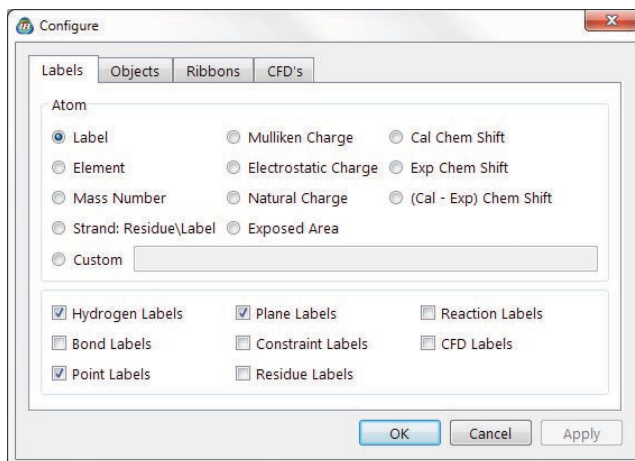 Configure
Labels Objects Ribbons CFD's
Atom
Label Mulliken Charge Cal Chem Shift
Element Electrostatic Charge Exp Chem Shift
Mass Number Natural Charge (Cal - Exp) Chem Shift
Strand: Residue\Label Exposed Area
Custom
Hydrogen Labels Plane Labels Reaction Labels
Bond Labels Constraint Labels CFD Labels
Point Labels Residue Labels
OK Cancel Apply